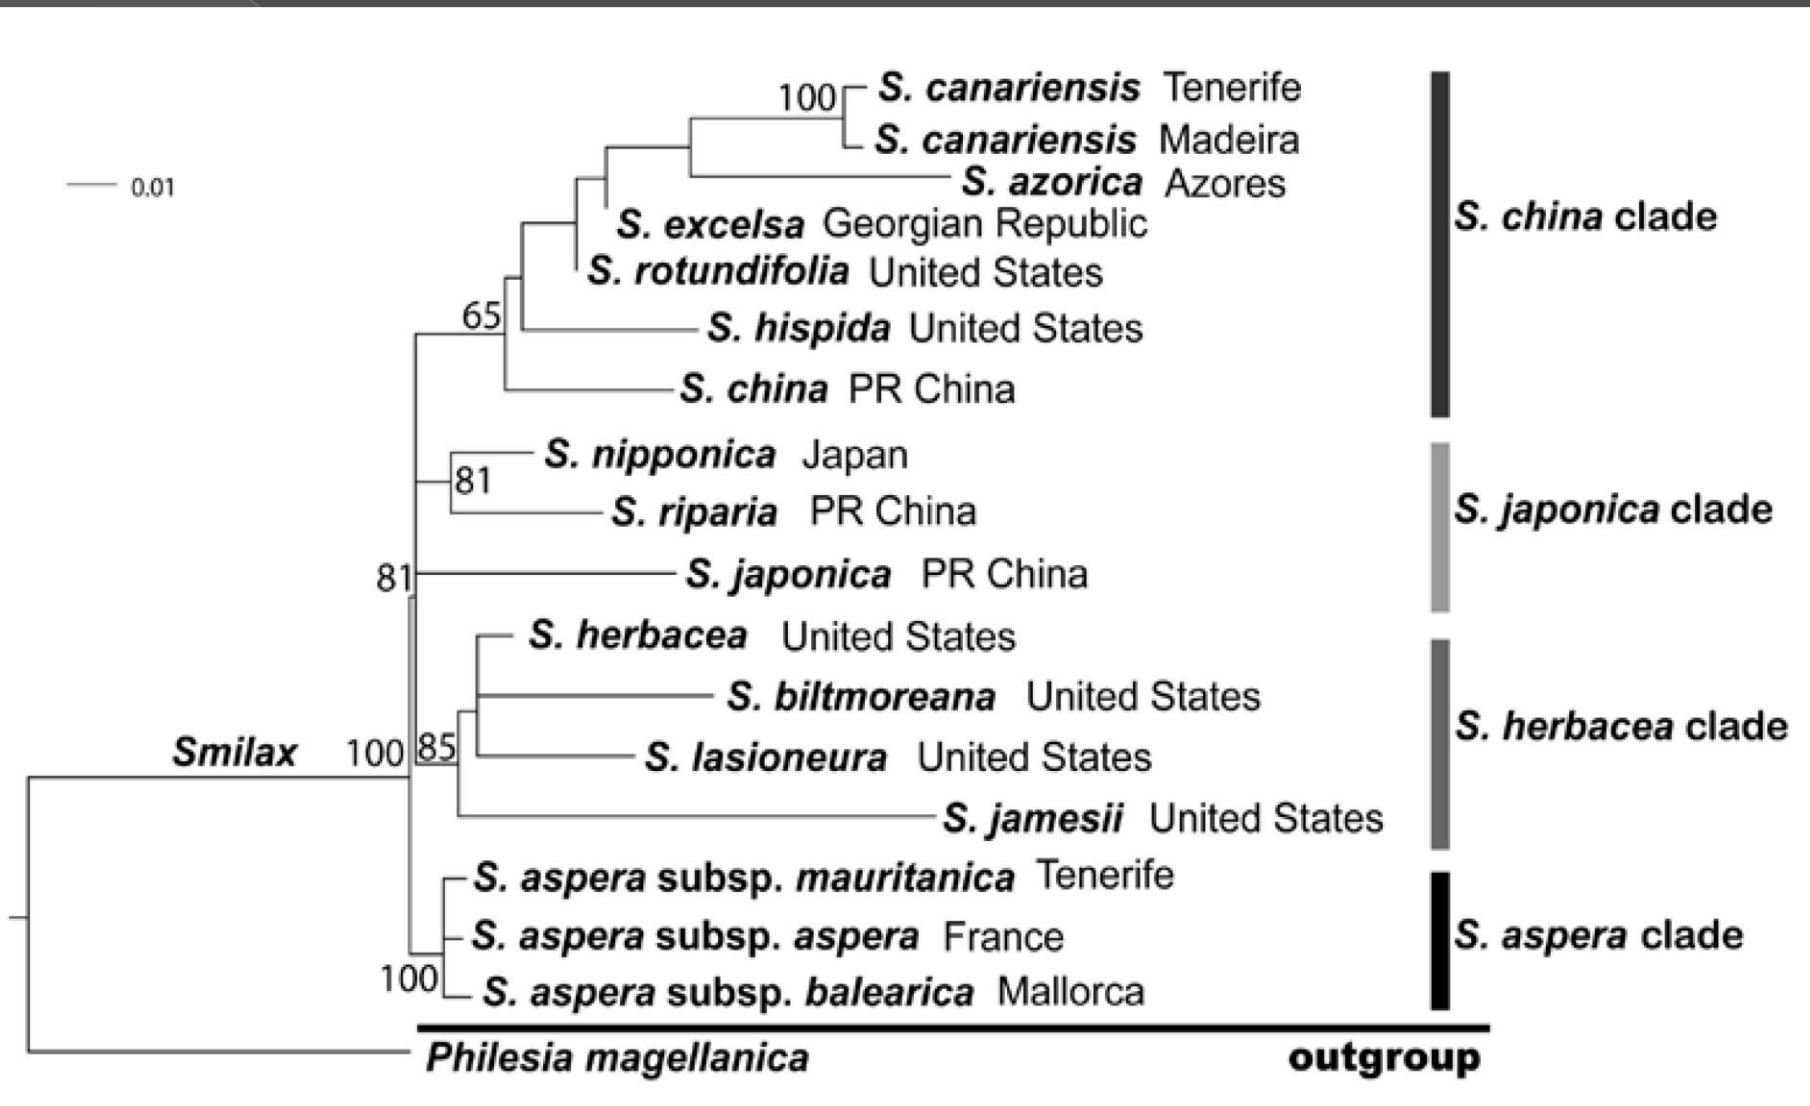 100 S. canariensis Tenerife
S. canariensis Madeira
0.01
S. azorica Azores
S. china clade
S. excelsa Georgian Republic
S. rotundifolia United States
65
S. hispida United States
S. china PR China
S. nipponica Japan
81
S. riparia PR China
S. japonica clade
81
S. japonica PR China
S. herbacea United States
S. biltmoreana United States
S. herbacea clade
Smilax 100 85
S. lasioneura United States
S. jamesii United States
S. aspera subsp. mauritanica Tenerife
S. aspera subsp. aspera France
S. aspera clade
100
S. aspera subsp. balearica Mallorca
Philesia magellanica outgroup